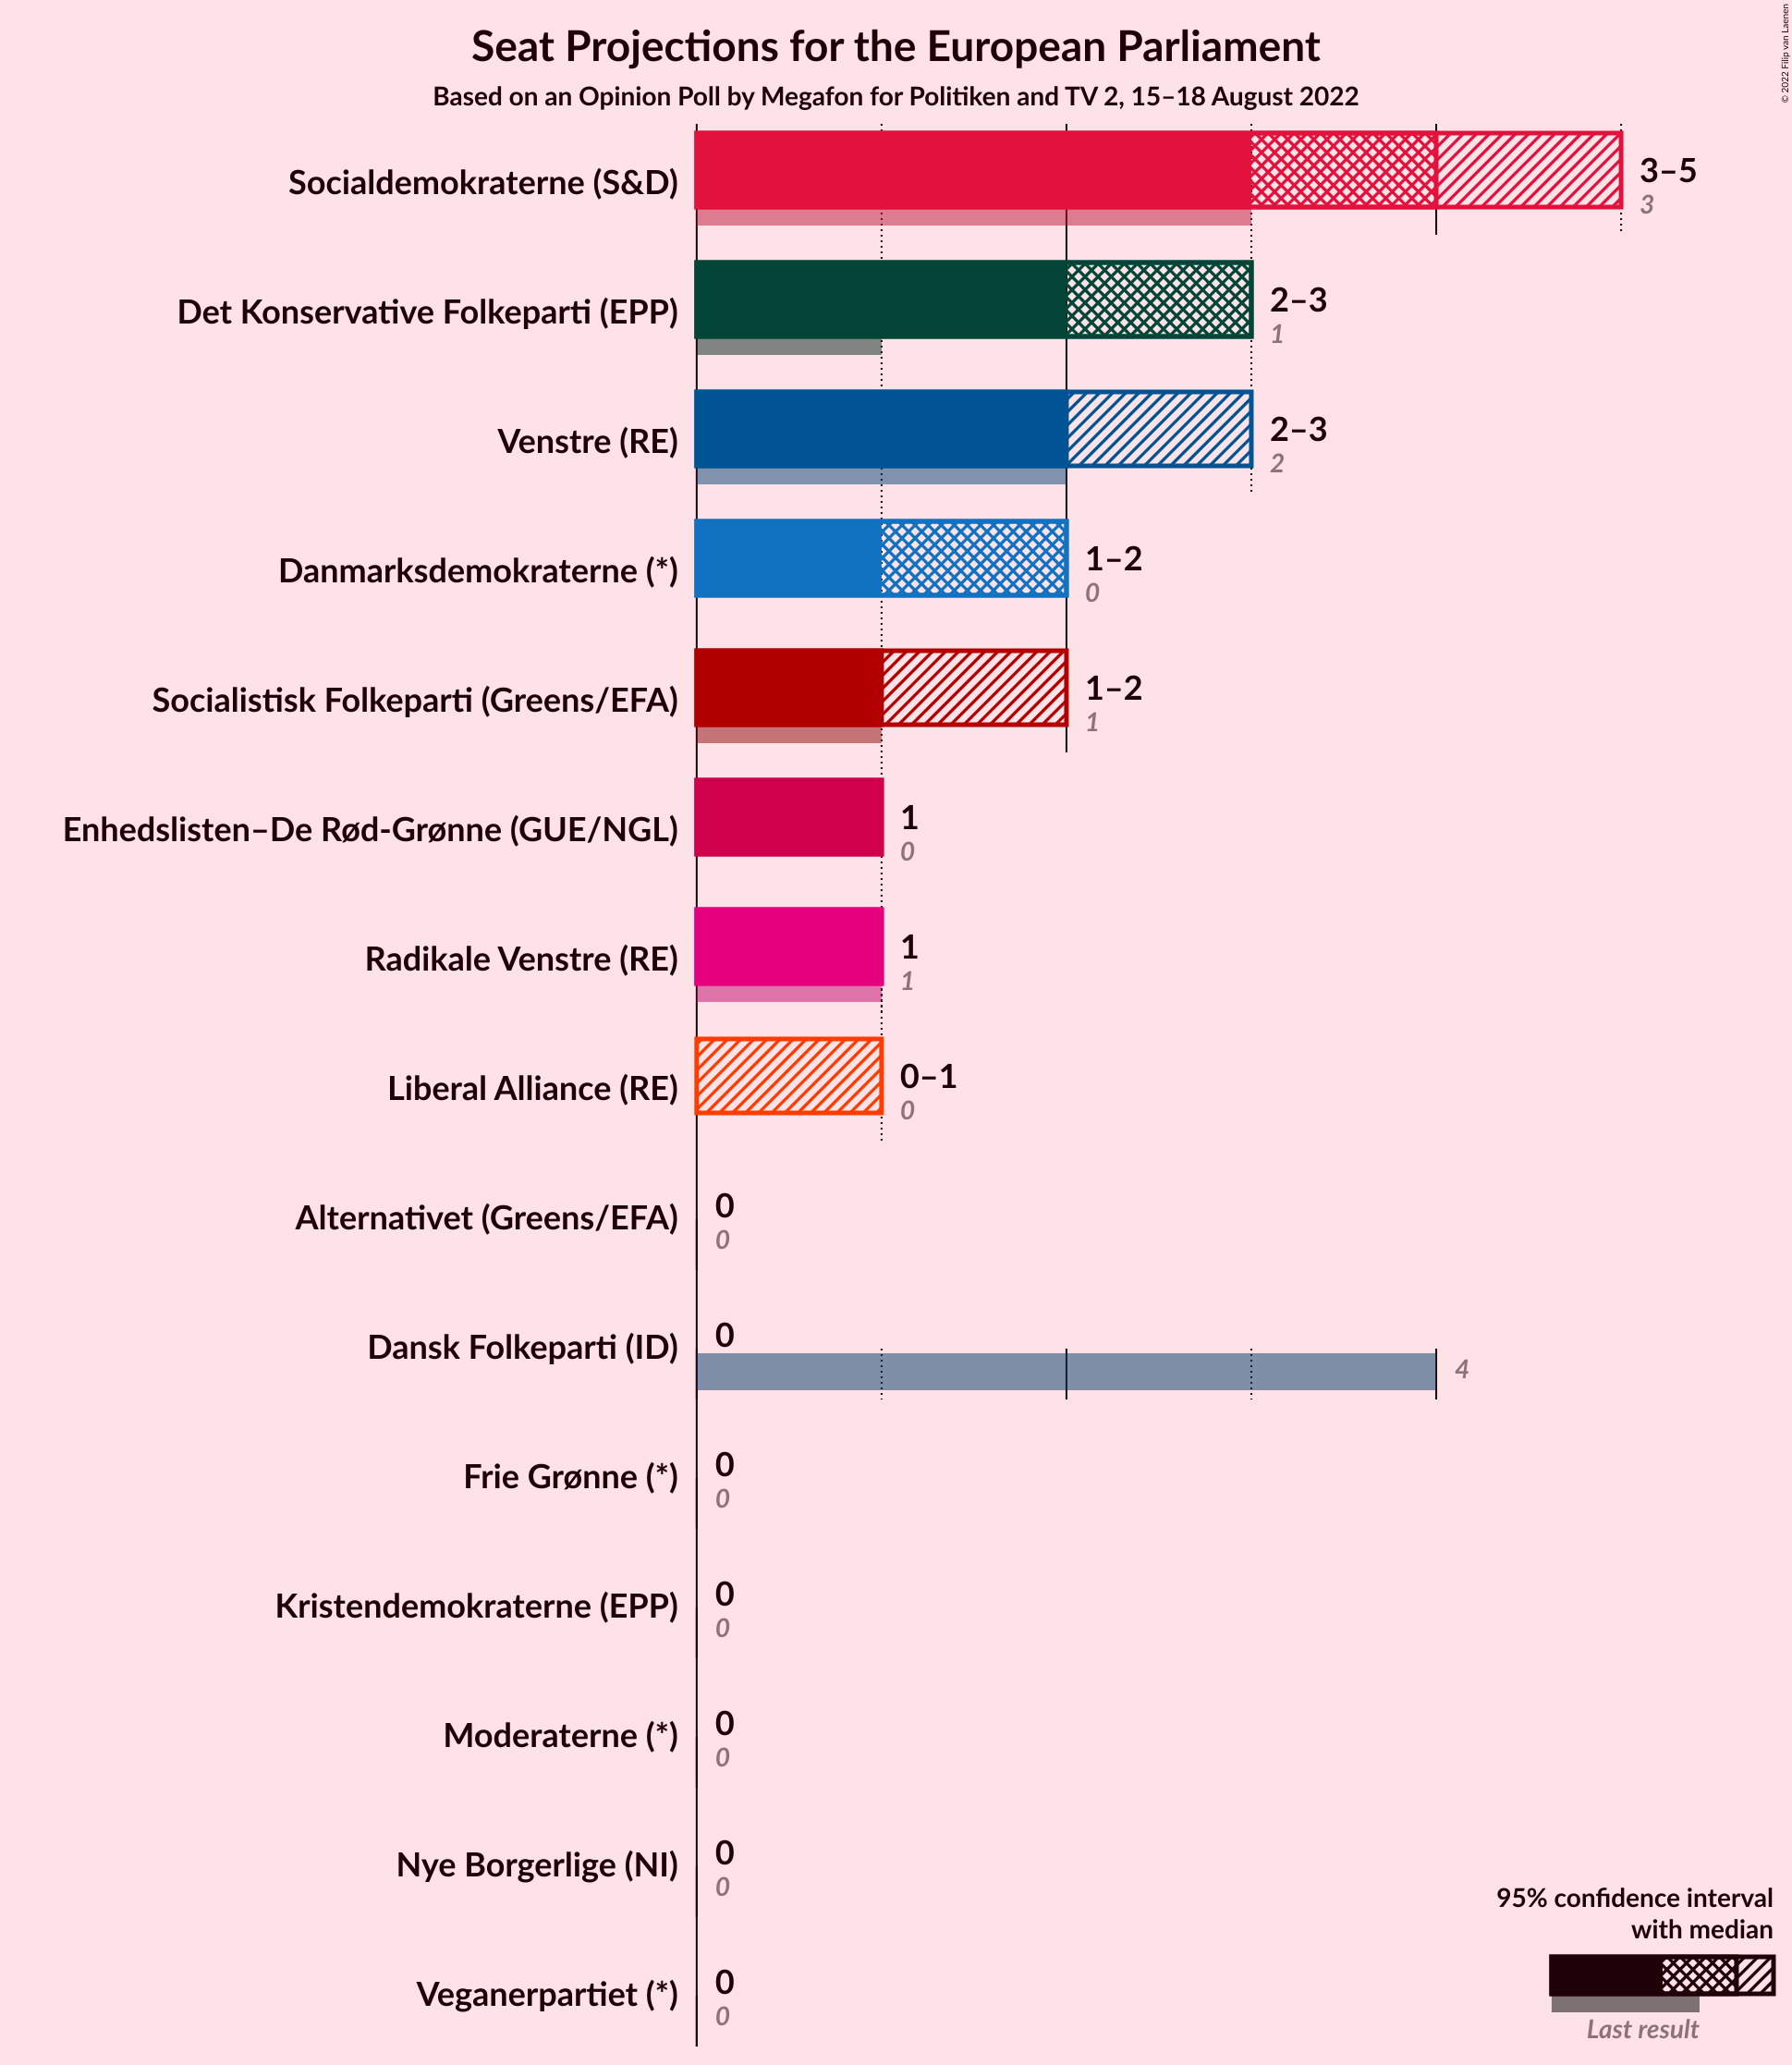 Seat Projections for the European Parliament
Based on an Opinion Poll by Megafon for Politiken and TV 2, 15–18 August 2022
© 2022 Filip van Laenen
Socialdemokraterne (S&D)
3–5
3
Det Konservative Folkeparti (EPP)
2–3
1
Venstre (RE)
2–3
2
Danmarksdemokraterne (*)
1–2
0
Socialistisk Folkeparti (Greens/EFA)
1–2
1
Enhedslisten–De Rød-Grønne (GUE/NGL)
1
0
Radikale Venstre (RE)
1
1
Liberal Alliance (RE)
0–1
0
Alternativet (Greens/EFA)
0
0
Dansk Folkeparti (ID)
0
4
Frie Grønne (*)
0
0
Kristendemokraterne (EPP)
0
0
Moderaterne (*)
0
0
Nye Borgerlige (NI)
0
0
Veganerpartiet (*)
0
0
95% confidence interval
with median
Last result